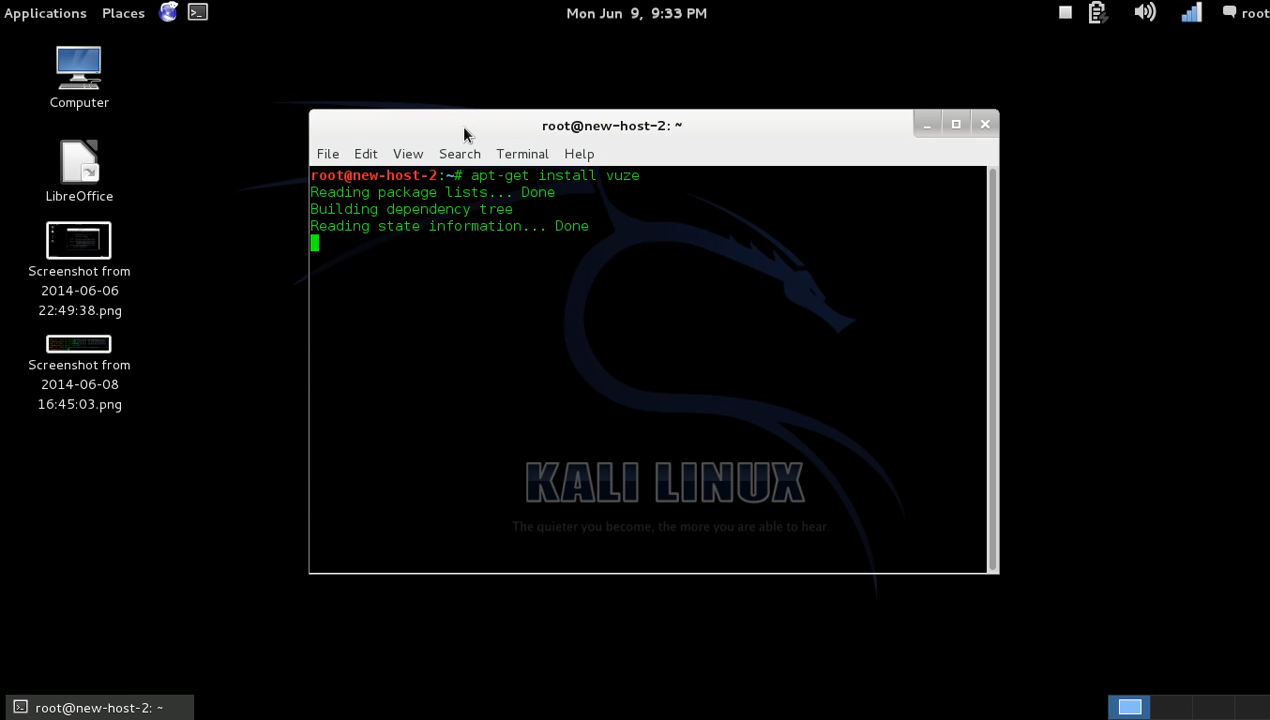 Applications Places Mon Jun 9, 9:33 PM root
Computer
LibreOffice
Screenshot from
2014-06-06
22:49:38.png
Screenshot from
2014-06-08
16:45:03.png
root@new-host-2: ~
File Edit View Search Terminal Help
root@new-host-2:~# apt-get install vuze
Reading package lists... Done
Building dependency tree
Reading state information... Done
KALI LINUX
The quieter you become, the more you are able to hear
root@new-host-2: ~